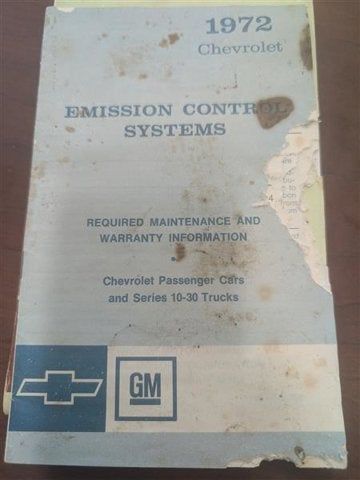 1972
Chevrolet
EMISSION CONTROL
SYSTEMS
REQUIRED MAINTENANCE AND
WARRANTY INFORMATION
Chevrolet Passenger Cars
and Series 10-30 Trucks
GM